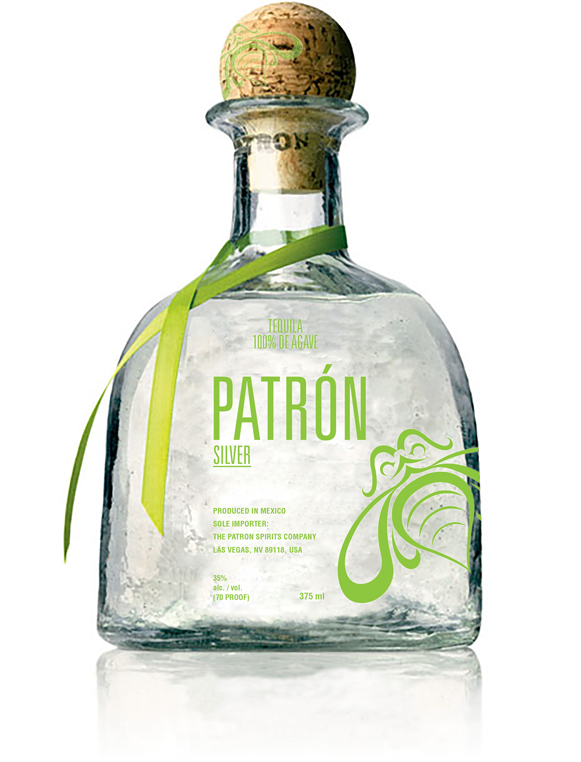 TRON
TEQUILA
100% DE AGAVE
PATRÓN
SILVER
PRODUCED IN MEXICO
SOLE IMPORTER:
THE PATRON SPIRITS COMPANY
LAS VEGAS, NV 89118, USA
35%
alc. / vol.
(70 PROOF)
375 ml